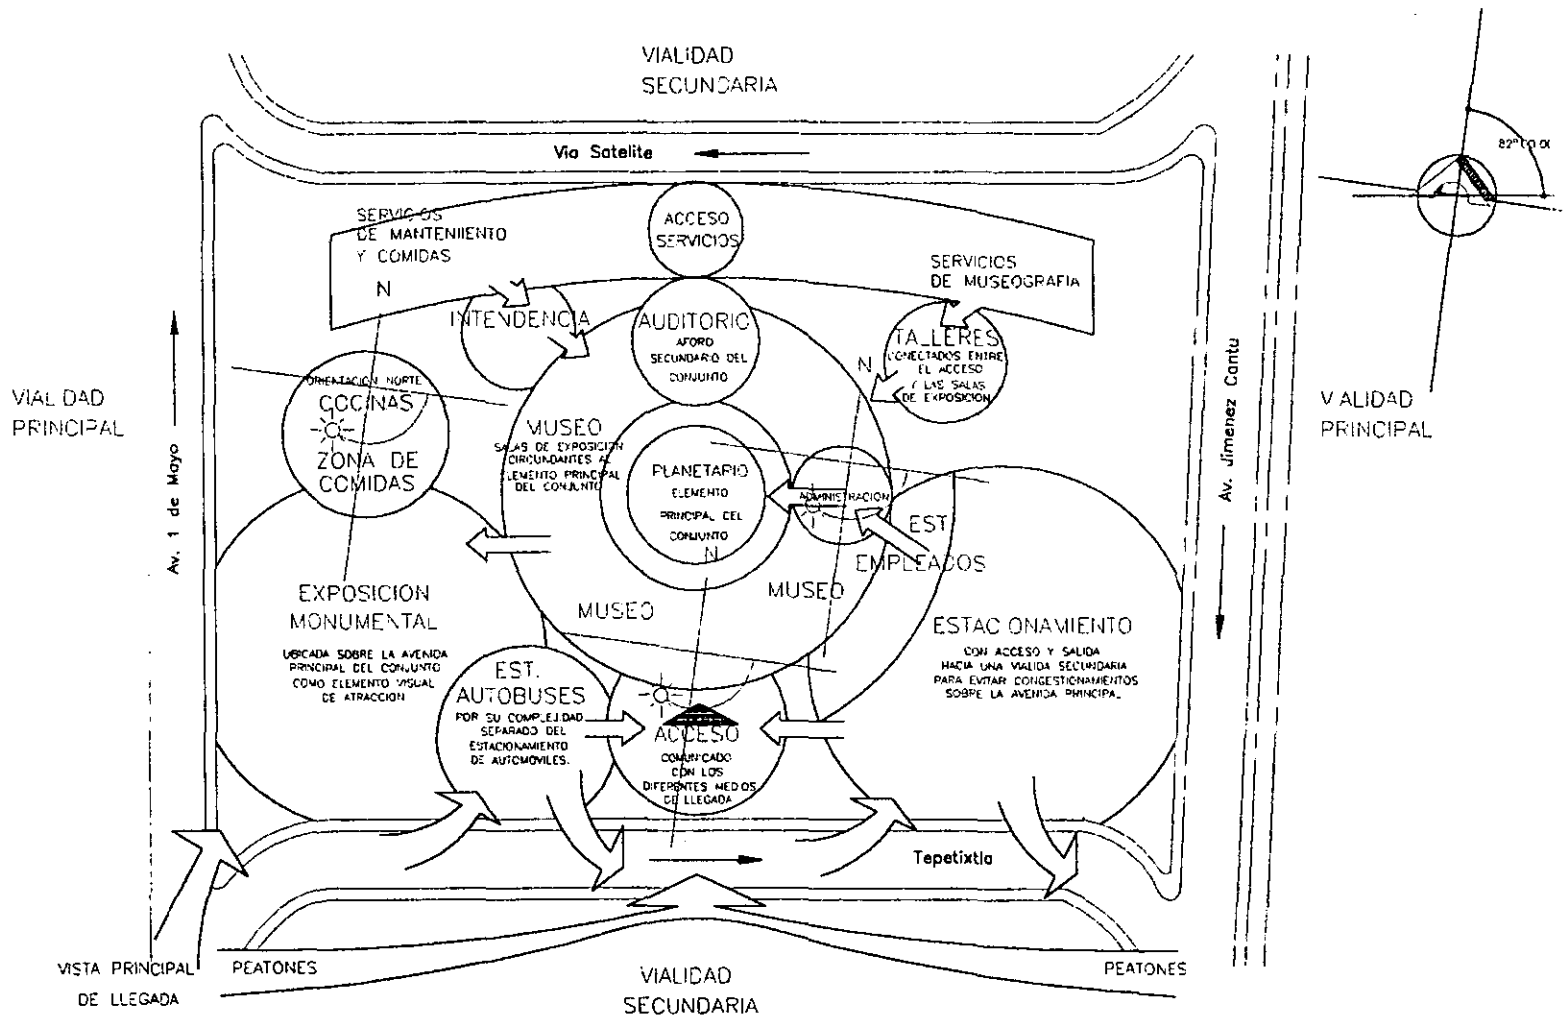 VIALIDAD
SECUNDARIA
Via Satelite
SERVICIOS
DE MANTENIIENTO
Y COMIDAS
N
ACCESO
SERVICIOS
SERVICIOS
DE MUSEOGRAFIA
INTENDENCIA
AUDITORIO
AFORO
SECUNDARIO DEL
CONJUNTO
TALLERES
CONECTADOS ENTRE
EL ACCESO
Y LAS SALAS
DE EXPOSICION
N
VIALIDAD
PRINCIPAL
Av. 1 de Mayo
ORIENTACION NORTE
COCINAS
ZONA DE
COMIDAS
MUSEO
SALAS DE EXPOSICION
CIRCUNDANTES AL
ELEMENTO PRINCIPAL
DEL CONJUNTO
PLANETARIO
ELEMENTO
PRINCIPAL DEL
CONJUNTO
N
ADMINISTRACION
EST.
EMPLEADOS
Av. Jimenez Cantu
VIALIDAD
PRINCIPAL
EXPOSICION
MONUMENTAL
UBICADA SOBRE LA AVENIDA
PRINCIPAL DEL CONJUNTO
COMO ELEMENTO VISUAL
DE ATRACCION
MUSEO
MUSEO
ESTACIONAMIENTO
CON ACCESO Y SALIDA
HACIA UNA VIALIDA SECUNDARIA
PARA EVITAR CONGESTIONAMIENTOS
SOBRE LA AVENIDA PRINCIPAL
EST.
AUTOBUSES
POR SU COMPLEJIDAD
SEPARADO DEL
ESTACIONAMIENTO
DE AUTOMOVILES.
ACCESO
COMUNICADO
CON LOS
DIFERENTES MEDIOS
DE LLEGADA
Tepetixtla
VISTA PRINCIPAL
DE LLEGADA
PEATONES
VIALIDAD
SECUNDARIA
PEATONES